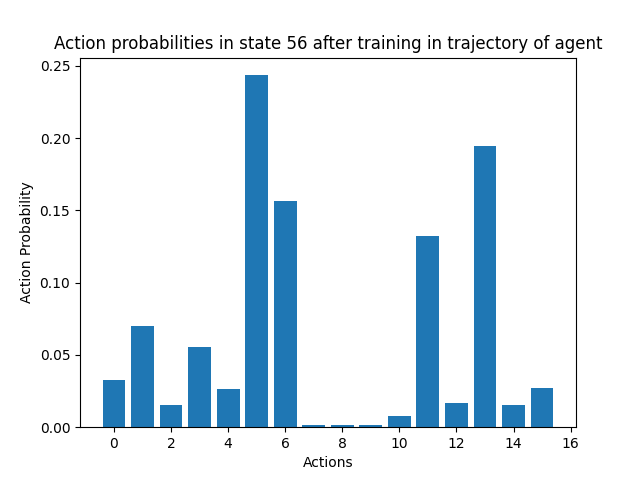 Action probabilities in state 56 after training in trajectory of agent
0.25
0.20
0.15
0.10
0.05
0.00
Action Probability
0 2 4 6 8 10 12 14 16
Actions